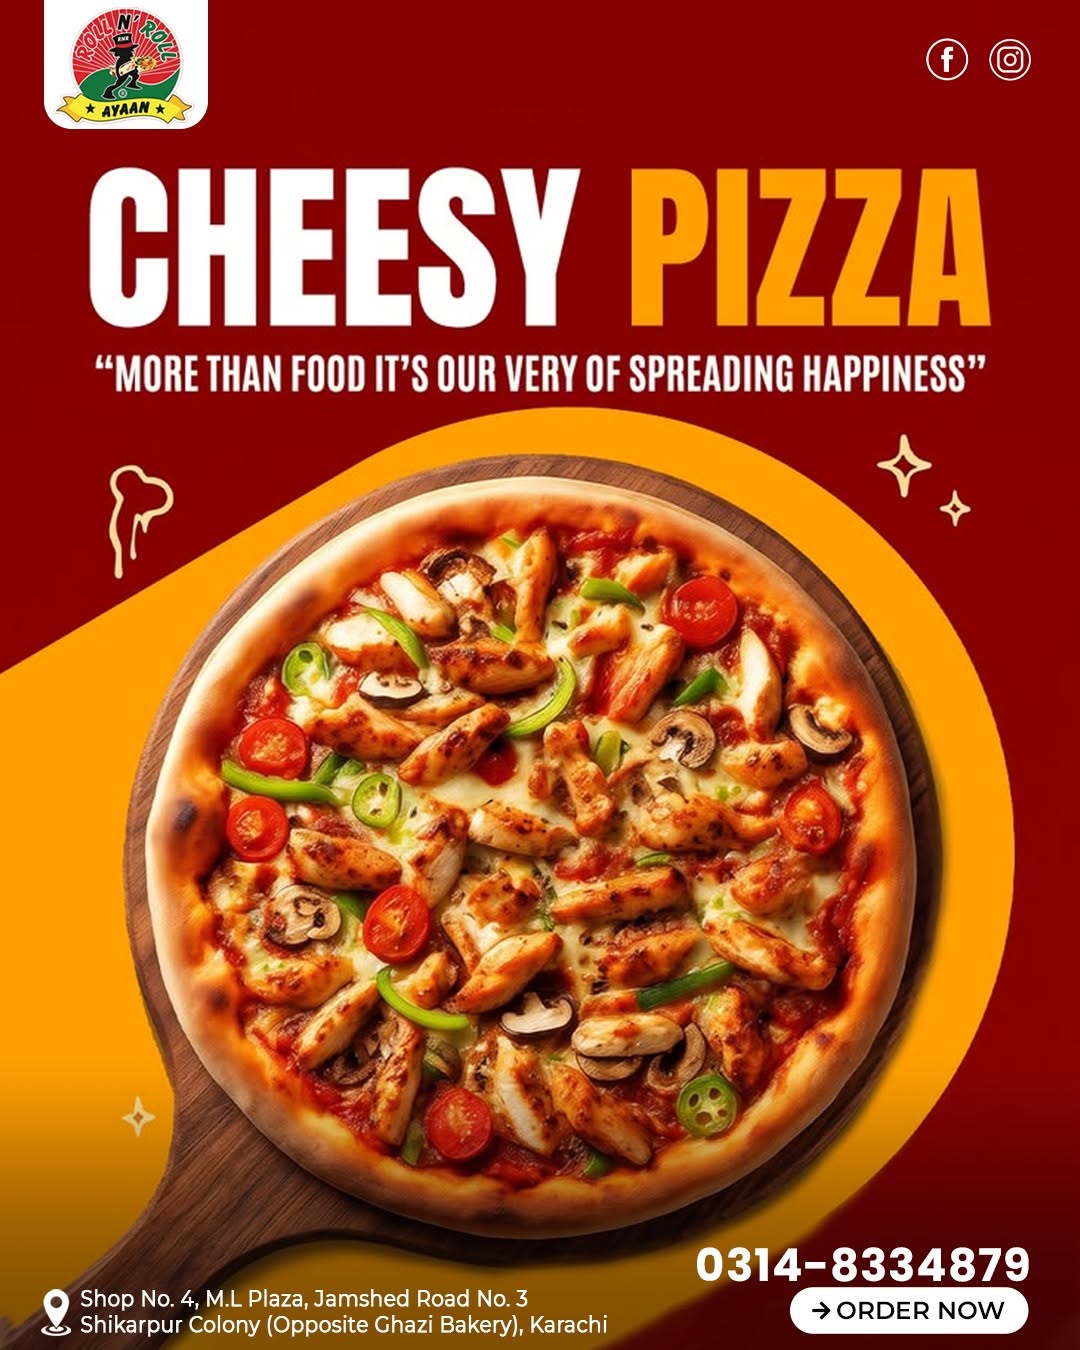 ROLL N' ROLL
RNR
AYAAN
CHEESY PIZZA
“MORE THAN FOOD IT’S OUR VERY OF SPREADING HAPPINESS”
0314-8334879
Shop No. 4, M.L Plaza, Jamshed Road No. 3
Shikarpur Colony (Opposite Ghazi Bakery), Karachi
→ ORDER NOW